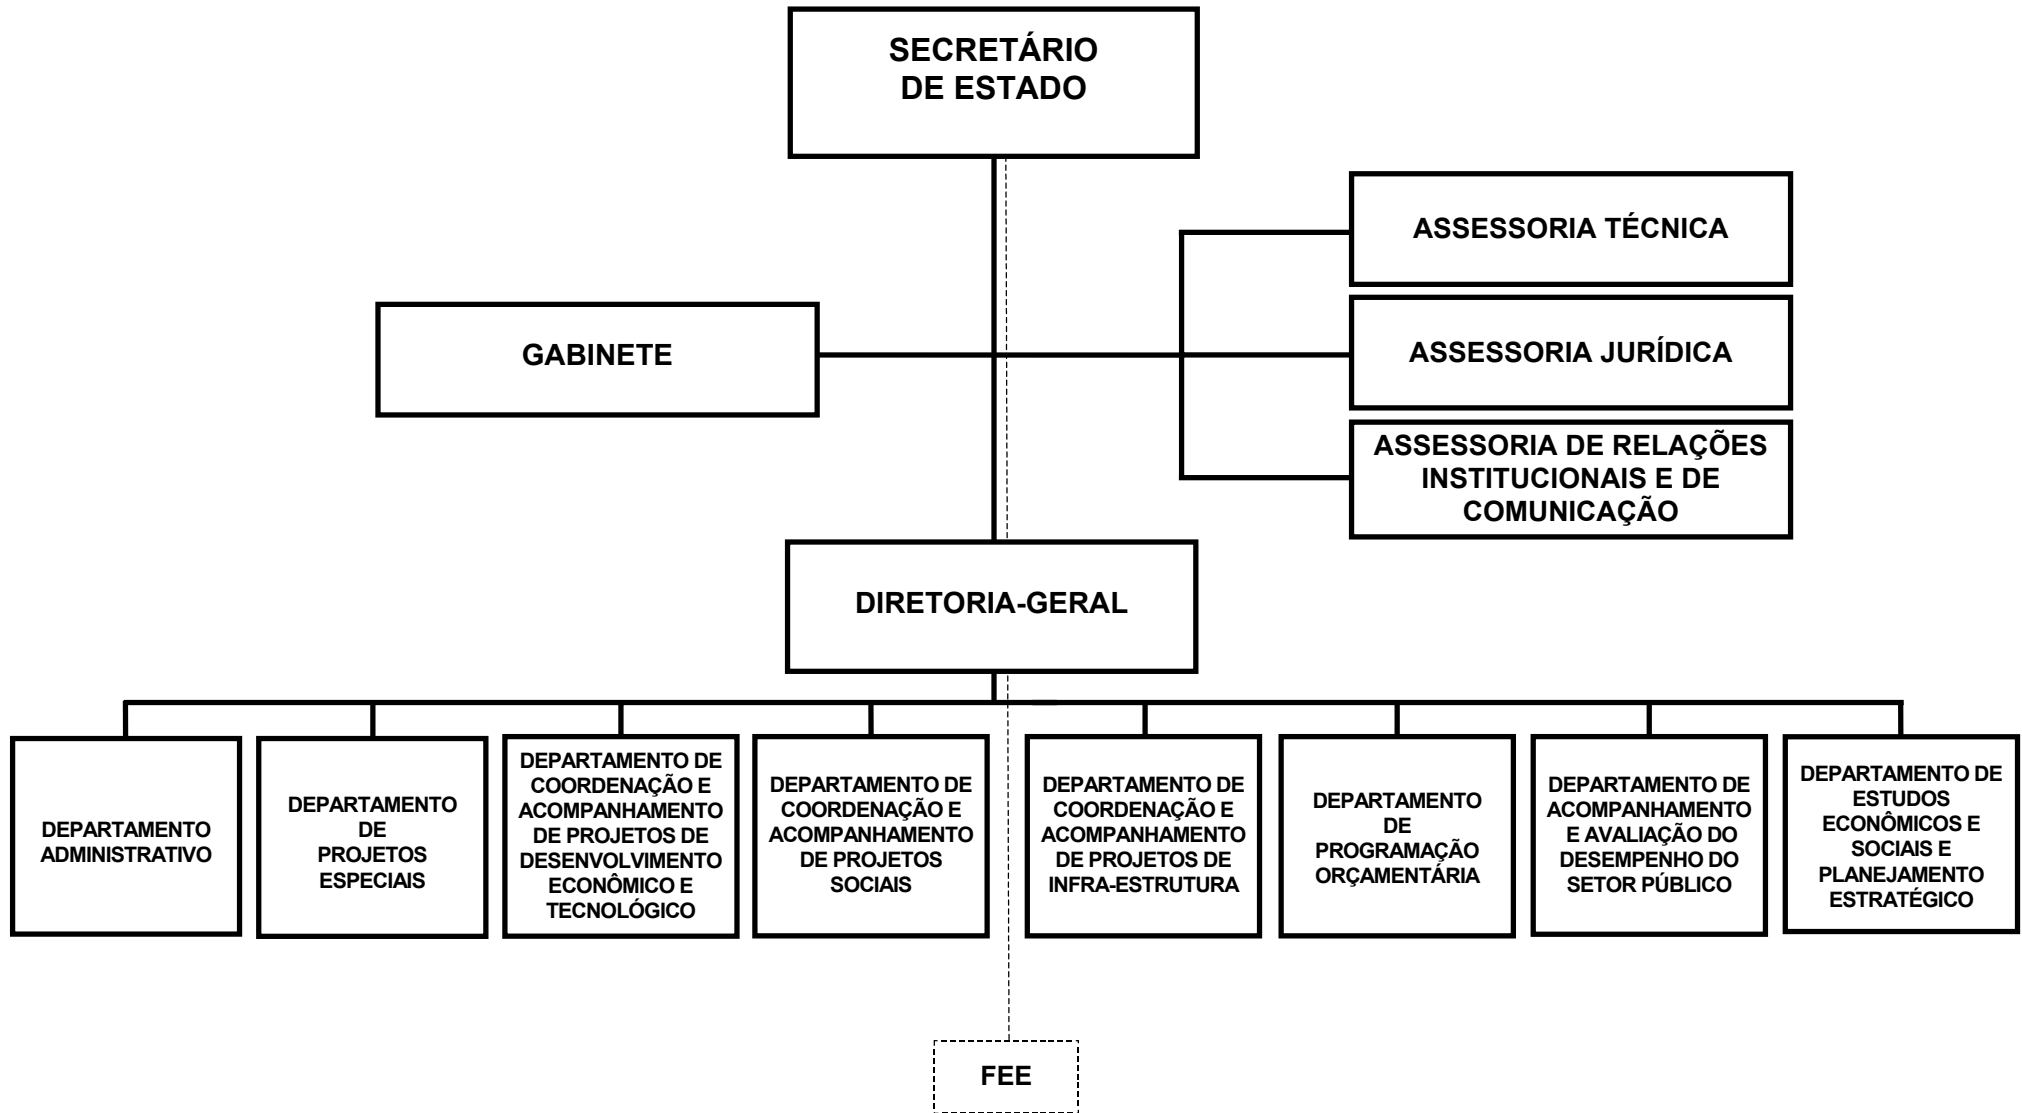 SECRETÁRIO
DE ESTADO
ASSESSORIA TÉCNICA
GABINETE
ASSESSORIA JURÍDICA
ASSESSORIA DE RELAÇÕES
INSTITUCIONAIS E DE
COMUNICAÇÃO
DIRETORIA-GERAL
DEPARTAMENTO
ADMINISTRATIVO
DEPARTAMENTO
DE
PROJETOS
ESPECIAIS
DEPARTAMENTO DE
COORDENAÇÃO E
ACOMPANHAMENTO
DE PROJETOS DE
DESENVOLVIMENTO
ECONÔMICO E
TECNOLÓGICO
DEPARTAMENTO DE
COORDENAÇÃO E
ACOMPANHAMENTO
DE PROJETOS
SOCIAIS
DEPARTAMENTO DE
COORDENAÇÃO E
ACOMPANHAMENTO
DE PROJETOS DE
INFRA-ESTRUTURA
DEPARTAMENTO
DE
PROGRAMAÇÃO
ORÇAMENTÁRIA
DEPARTAMENTO DE
ACOMPANHAMENTO
E AVALIAÇÃO DO
DESEMPENHO DO
SETOR PÚBLICO
DEPARTAMENTO DE
ESTUDOS
ECONÔMICOS E
SOCIAIS E
PLANEJAMENTO
ESTRATÉGICO
FEE